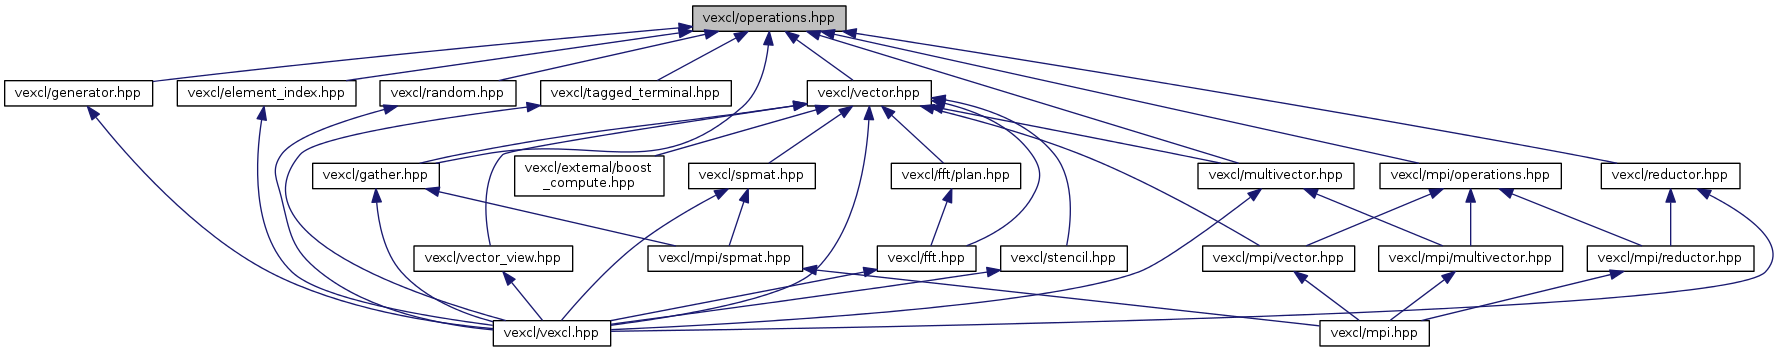 vexcl/operations.hpp
vexcl/generator.hpp
vexcl/element_index.hpp
vexcl/random.hpp
vexcl/tagged_terminal.hpp
vexcl/vector.hpp
vexcl/gather.hpp
vexcl/external/boost
_compute.hpp
vexcl/spmat.hpp
vexcl/fft/plan.hpp
vexcl/multivector.hpp
vexcl/mpi/operations.hpp
vexcl/reductor.hpp
vexcl/vector_view.hpp
vexcl/mpi/spmat.hpp
vexcl/fft.hpp
vexcl/stencil.hpp
vexcl/mpi/vector.hpp
vexcl/mpi/multivector.hpp
vexcl/mpi/reductor.hpp
vexcl/vexcl.hpp
vexcl/mpi.hpp